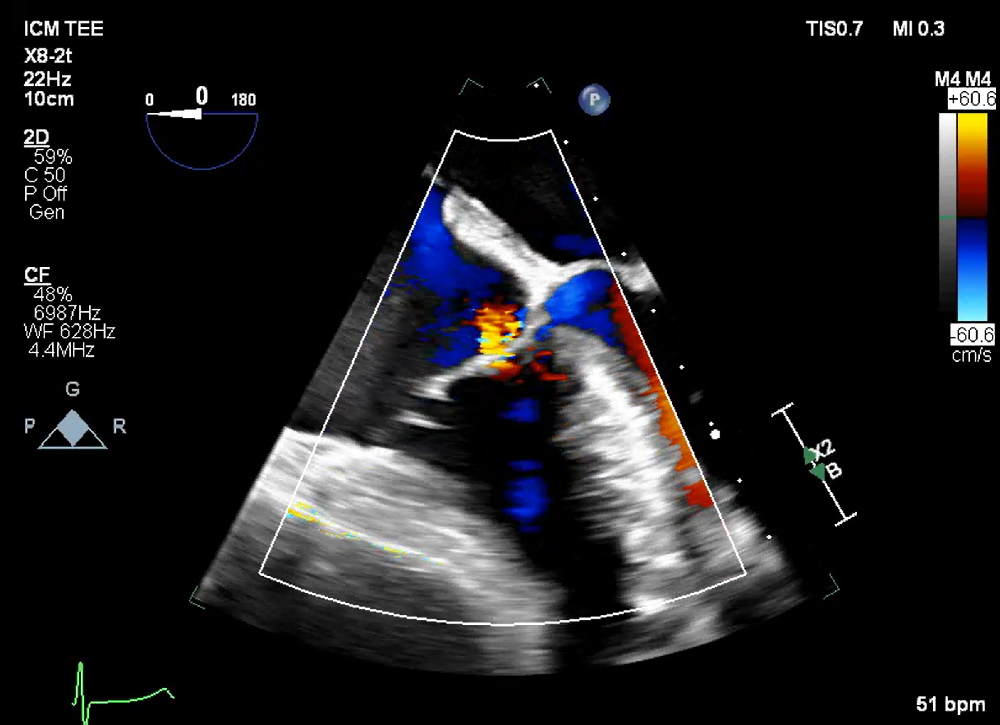 ICM TEE
X8-2t
22Hz
10cm
0 0 180
2D
59%
C 50
P Off
Gen
CF
48%
6987Hz
WF 628Hz
4.4MHz
G
P R
P
TIS0.7 MI 0.3
M4 M4
+60.6
-60.6
cm/s
X2
B
51 bpm